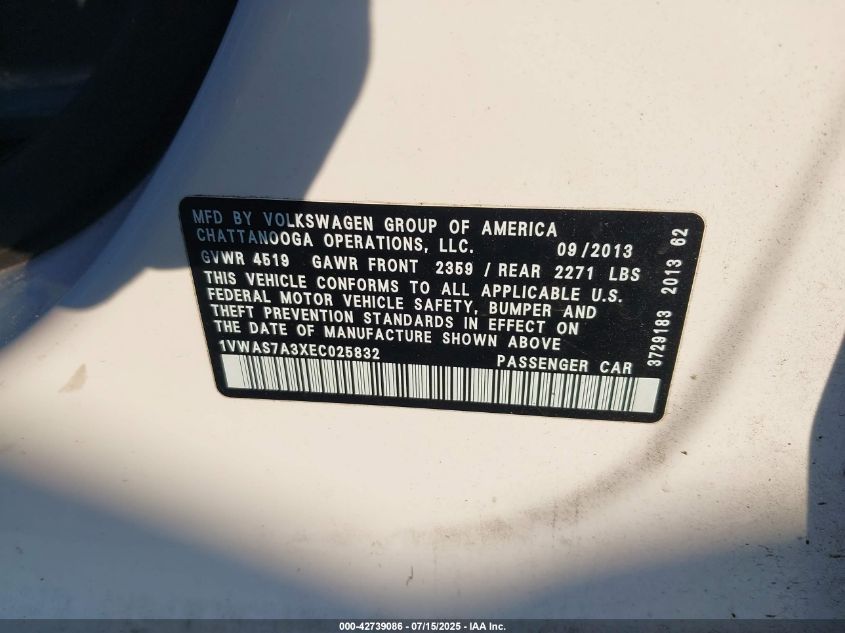 MFD BY VOLKSWAGEN GROUP OF AMERICA
CHATTANOOGA OPERATIONS, LLC. 09/2013
GVWR 4519 GAWR FRONT 2359 / REAR 2271 LBS
THIS VEHICLE CONFORMS TO ALL APPLICABLE U.S.
FEDERAL MOTOR VEHICLE SAFETY, BUMPER AND
THEFT PREVENTION STANDARDS IN EFFECT ON
THE DATE OF MANUFACTURE SHOWN ABOVE
1VWAS7A3XEC025832 PASSENGER CAR
3729183 2013 62
000-42739086 - 07/15/2025 - IAA Inc.